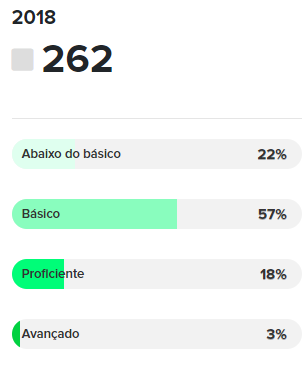 2018
262
Abaixo do básico 22%
Básico 57%
Proficiente 18%
Avançado 3%